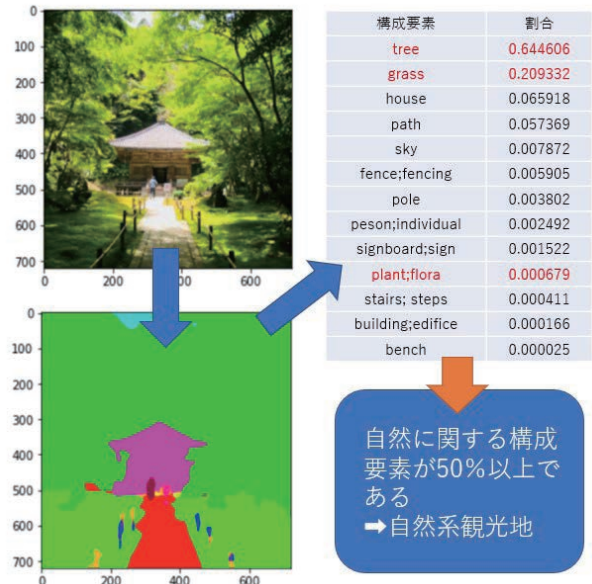 0
100
200
300
400
500
600
700
0 200 400 600
0
100
200
300
400
500
600
700
0 200 400 600
構成要素 割合
tree 0.644606
grass 0.209332
house 0.065918
path 0.057369
sky 0.007872
fence;fencing 0.005905
pole 0.003802
peson;individual 0.002492
signboard;sign 0.001522
plant;flora 0.000679
stairs; steps 0.000411
building;edifice 0.000166
bench 0.000025
自然に関する構成
要素が50%以上で
ある
➡自然系観光地